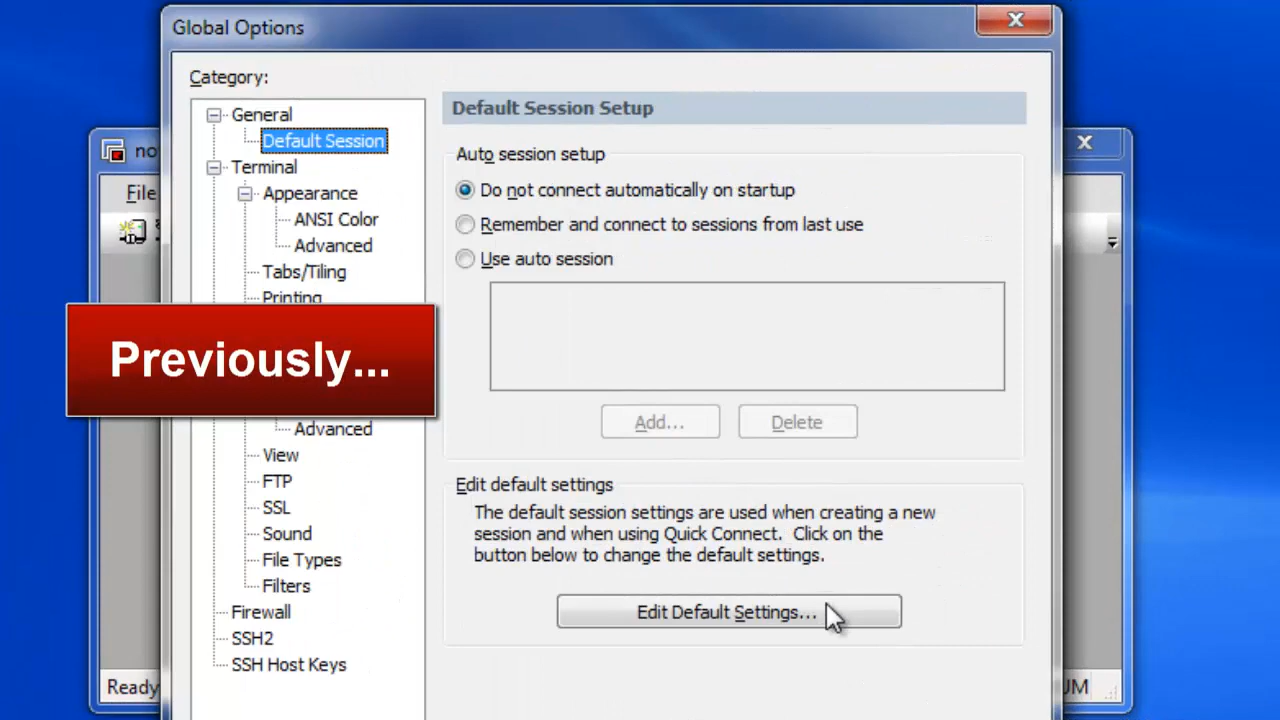 Global Options
Category:
General
Default Session
Terminal
Appearance
ANSI Color
Advanced
Tabs/Tiling
Printing
Previously...
Advanced
View
FTP
SSL
Sound
File Types
Filters
Firewall
SSH2
SSH Host Keys
Default Session Setup
Auto session setup
Do not connect automatically on startup
Remember and connect to sessions from last use
Use auto session
Add...
Delete
Edit default settings
The default session settings are used when creating a new
session and when using Quick Connect. Click on the
button below to change the default settings.
Edit Default Settings...
File
Ready